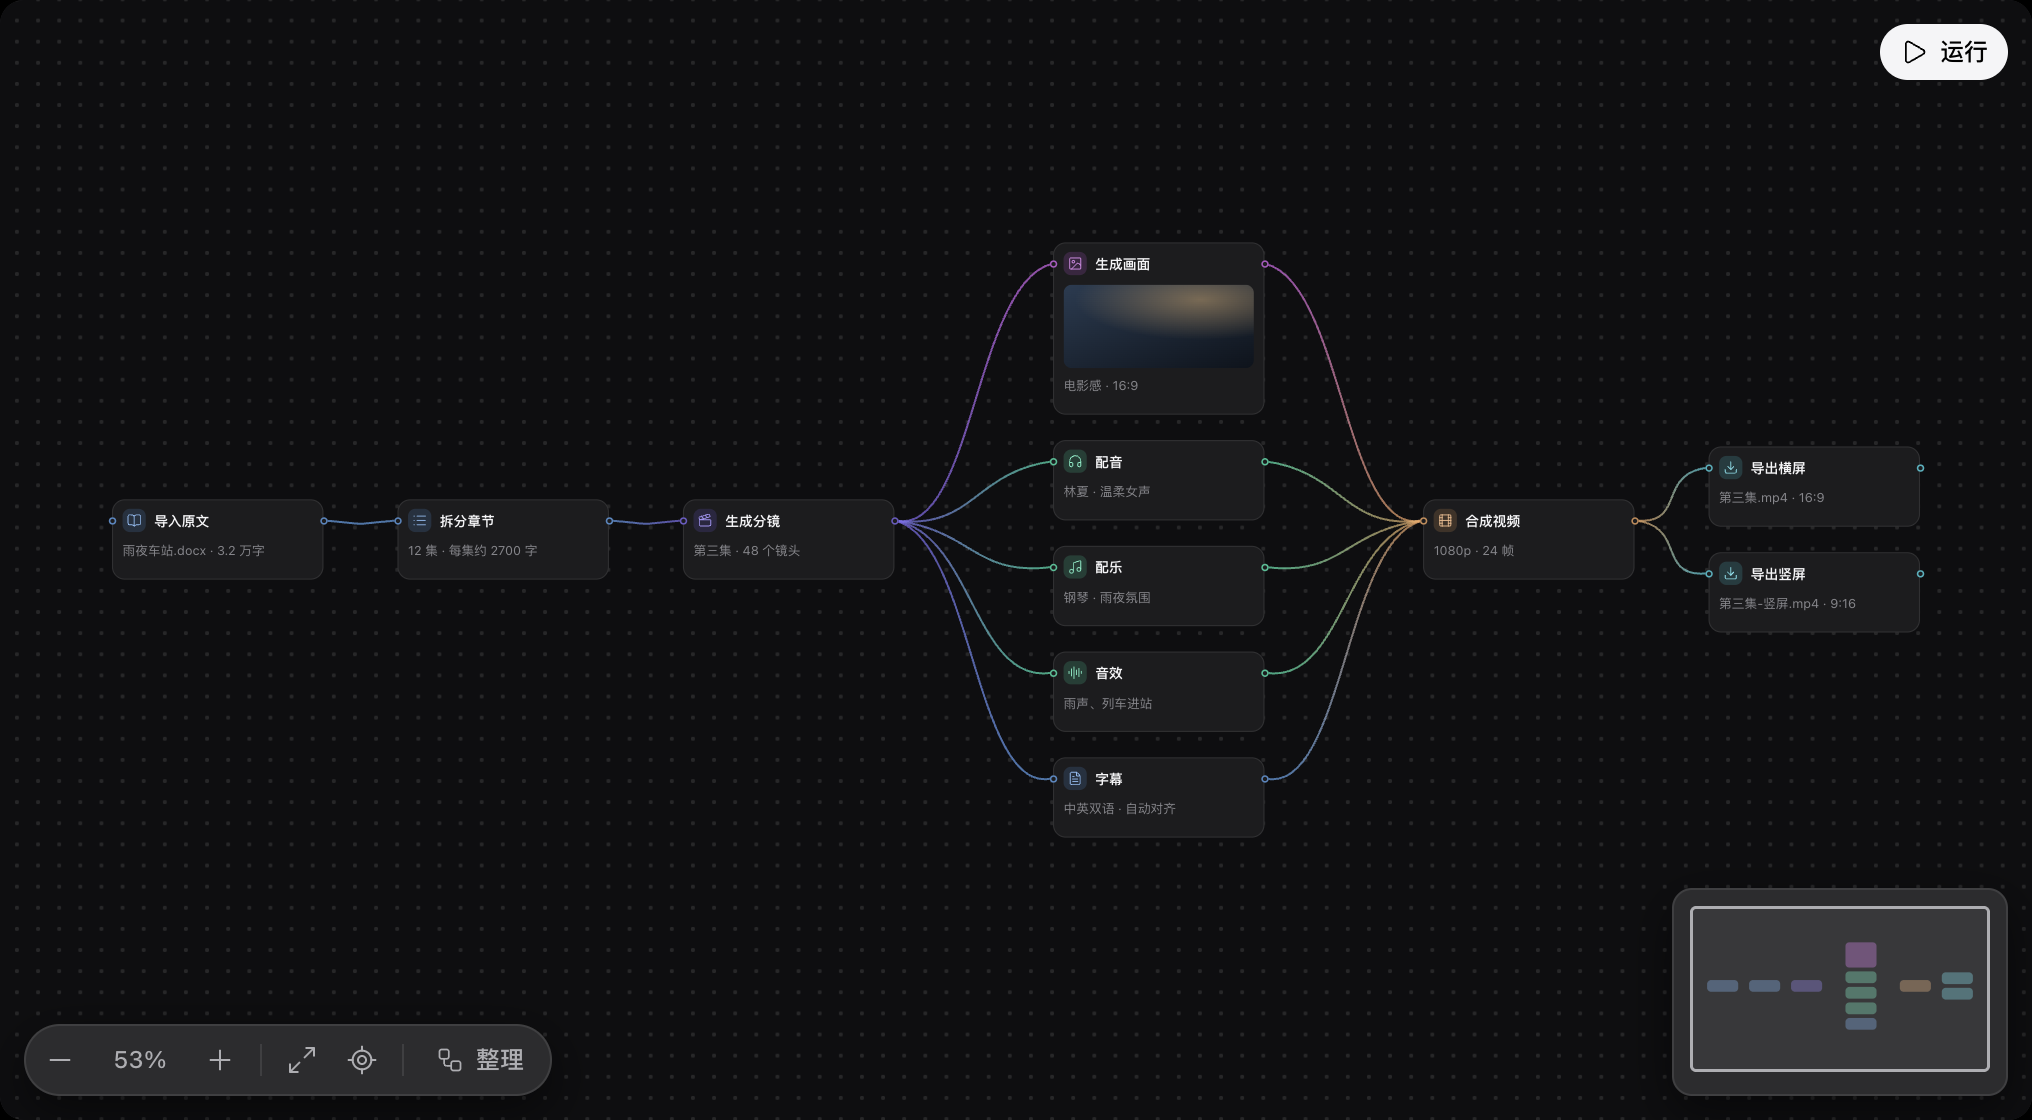 运行
生成画面
电影感 · 16:9
配音
林夏 · 温柔女声
导入原文
雨夜车站.docx · 3.2 万字
拆分章节
12 集 · 每集约 2700 字
生成分镜
第三集 · 48 个镜头
配乐
钢琴 · 雨夜氛围
音效
雨声、列车进站
字幕
中英双语 · 自动对齐
合成视频
1080p · 24 帧
导出横屏
第三集.mp4 · 16:9
导出竖屏
第三集-竖屏.mp4 · 9:16
53%
整理